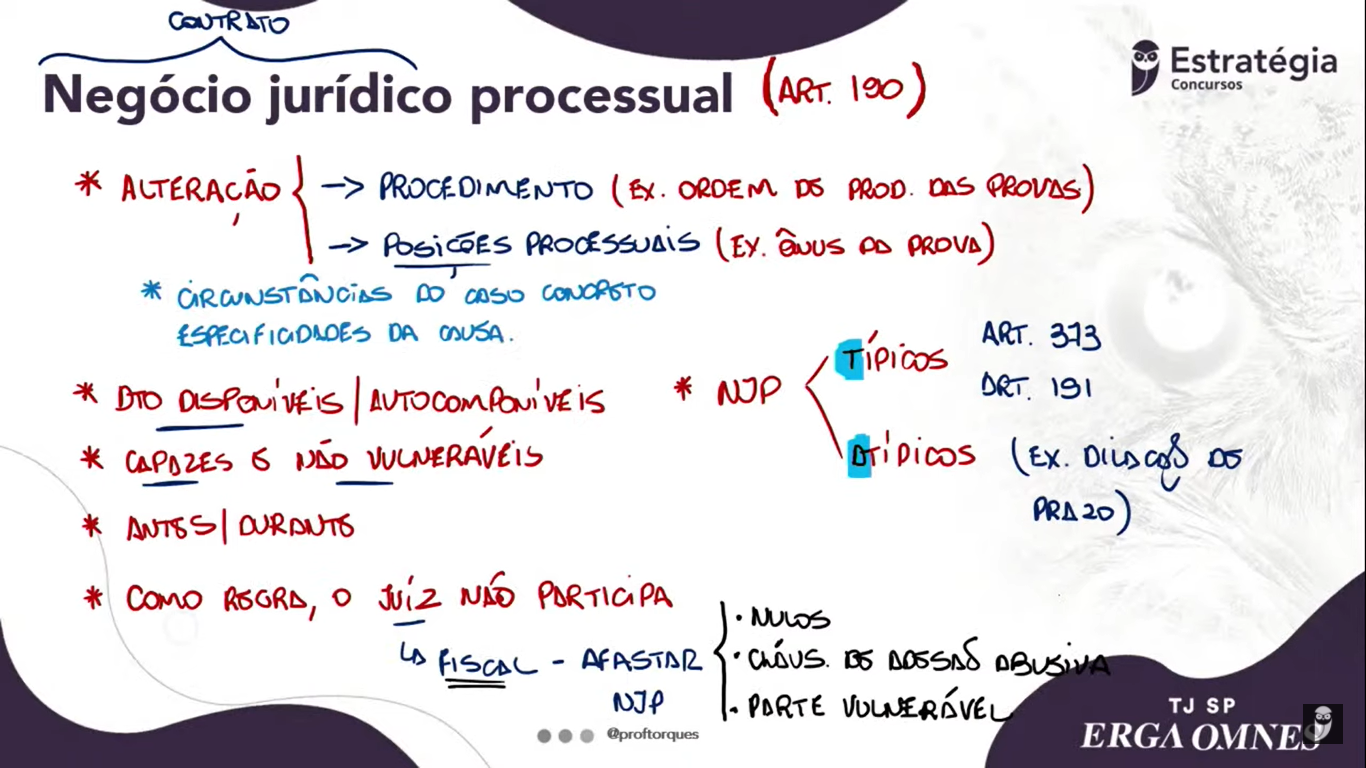 CONTRATO
Negócio jurídico processual (ART. 190)
Estratégia
Concursos
* ALTERAÇÃO → PROCEDIMENTO (EX. ORDEM DE PROD. DAS PROVAS)
→ POSIÇÕES PROCESSUAIS (EX. ÔNUS DA PROVA)
* CIRCUNSTÂNCIAS DO CASO CONCRETO
ESPECIFICIDADES DA CAUSA.
* DTO DISPONÍVEIS/AUTOCOMPONÍVEIS
* CAPAZES E NÃO VULNERÁVEIS
* ANTES/DURANTE
* COMO REGRA, O JUÍZ NÃO PARTICIPA
↳ FISCAL - AFASTAR
NJP
• NULOS
• CLÁUS. DE ADESÃO ABUSIVA
• PARTE VULNERÁVEL
* NJP
TÍPICOS ART. 373
ART. 191
ATÍPICOS (EX. DILAÇÃO DE
PRAZO)
@proftorques
TJ SP
ERGA OMNES